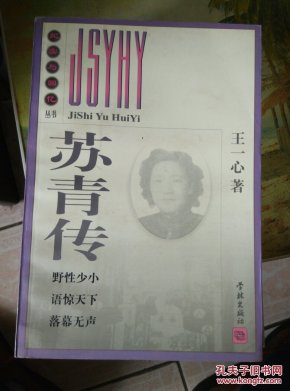 纪实与回忆
丛书
JSYHY
JiShi Yu HuiYi
王一心著
苏青传
野性少小
语惊天下
落幕无声
学林出版社
孔夫子旧书网